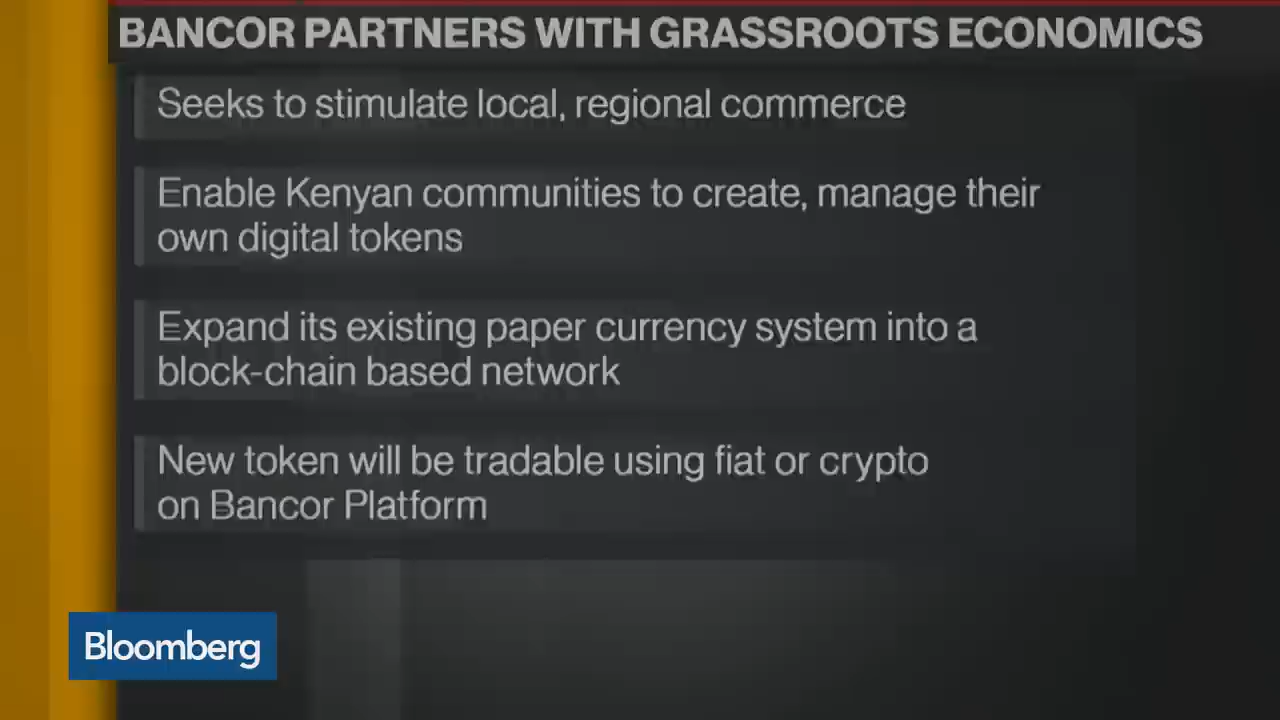 BANCOR PARTNERS WITH GRASSROOTS ECONOMICS
Seeks to stimulate local, regional commerce
Enable Kenyan communities to create, manage their
own digital tokens
Expand its existing paper currency system into a
block-chain based network
New token will be tradable using fiat or crypto
on Bancor Platform
Bloomberg